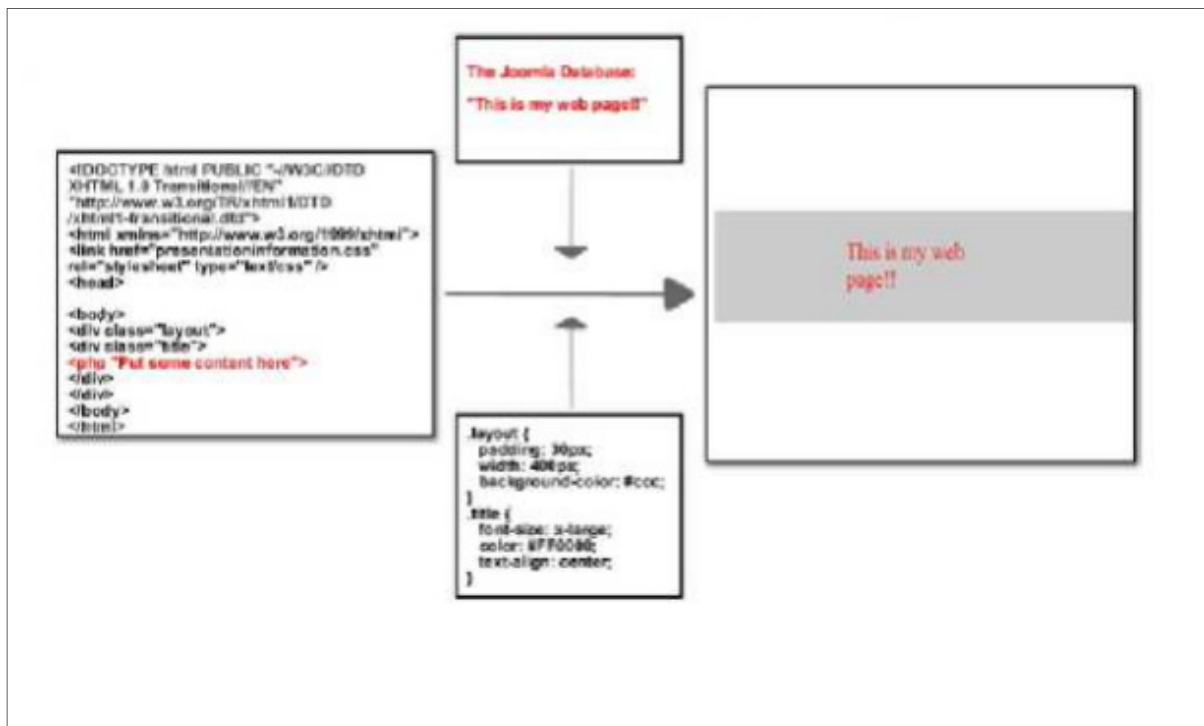 The Joomla Database:
"This is my web page!!"
<!DOCTYPE html PUBLIC "-//W3C//DTD
XHTML 1.0 Transitional//EN"
"http://www.w3.org/TR/xhtml1/DTD
/xhtml1-transitional.dtd">
<html xmlns="http://www.w3.org/1999/xhtml">
<link href="presentationinformation.css"
rel="stylesheet" type="text/css" />
<head>
<body>
<div class="layout">
<div class="title">
<php "Put some content here">
</div>
</div>
</body>
</html>
.layout {
padding: 30px;
width: 400px;
background-color: #ccc;
}
.title {
font-size: x-large;
color: #FF0000;
text-align: center;
}
This is my web
page!!